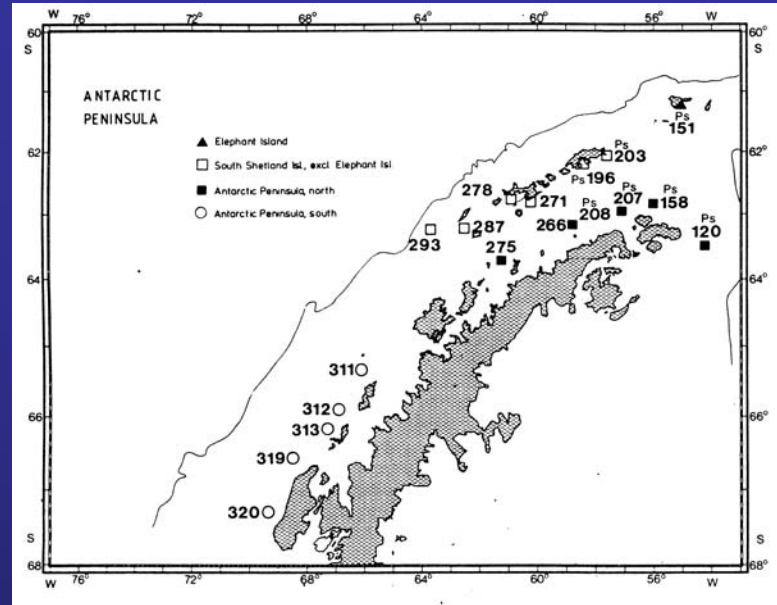 W 76° 72° 68° 64° 60° 56° W
60° 60°
S S
ANTARCTIC
PENINSULA
▲ Elephant Island
□ South Shetland Isl., excl. Elephant Isl.
■ Antarctic Peninsula, north
○ Antarctic Peninsula, south
Ps
151
62° 62°
Ps
203
Ps 196
278
271
Ps
208
Ps
207
Ps
158
Ps
120
293
287
266
275
64° 64°
311
66° 66°
312
313
319
320
S S
68° 68°
W 76° 72° 68° 64° 60° 56° W